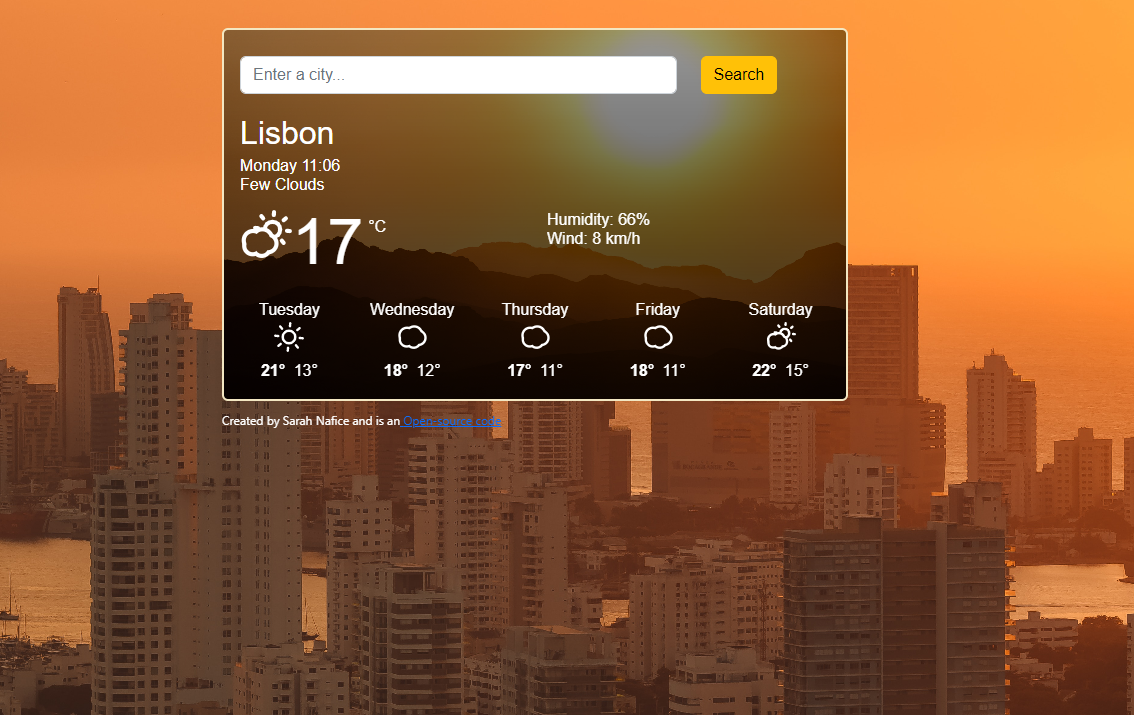 Enter a city...
Search
Lisbon
Monday 11:06
Few Clouds
17 °C
Humidity: 66%
Wind: 8 km/h
Tuesday Wednesday Thursday Friday Saturday
21° 13° 18° 12° 17° 11° 18° 11° 22° 15°
Created by Sarah Nafice and is an Open-source code